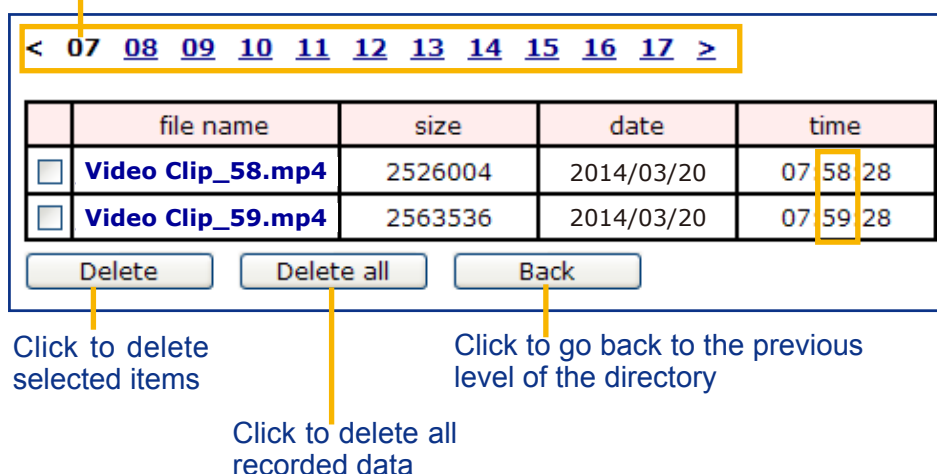 < 07 08 09 10 11 12 13 14 15 16 17 >
file name size date time
Video Clip_58.mp4 2526004 2014/03/20 07:58:28
Video Clip_59.mp4 2563536 2014/03/20 07:59:28
Delete Delete all Back
Click to delete
selected items
Click to go back to the previous
level of the directory
Click to delete all
recorded data